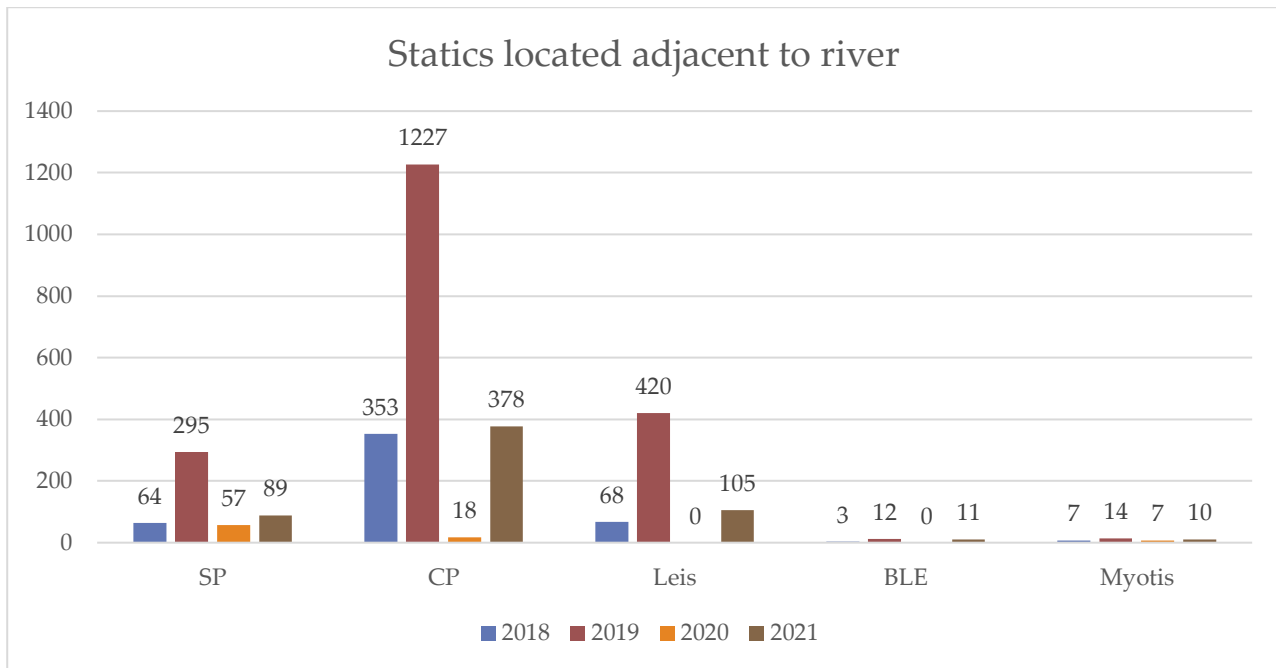 Statics located adjacent to river
1400
1200
1000
800
600
400
200
0
64 295 57 89
353 1227 18 378
68 420 0 105
3 12 0 11
7 14 7 10
SP CP Leis BLE Myotis
2018 2019 2020 2021